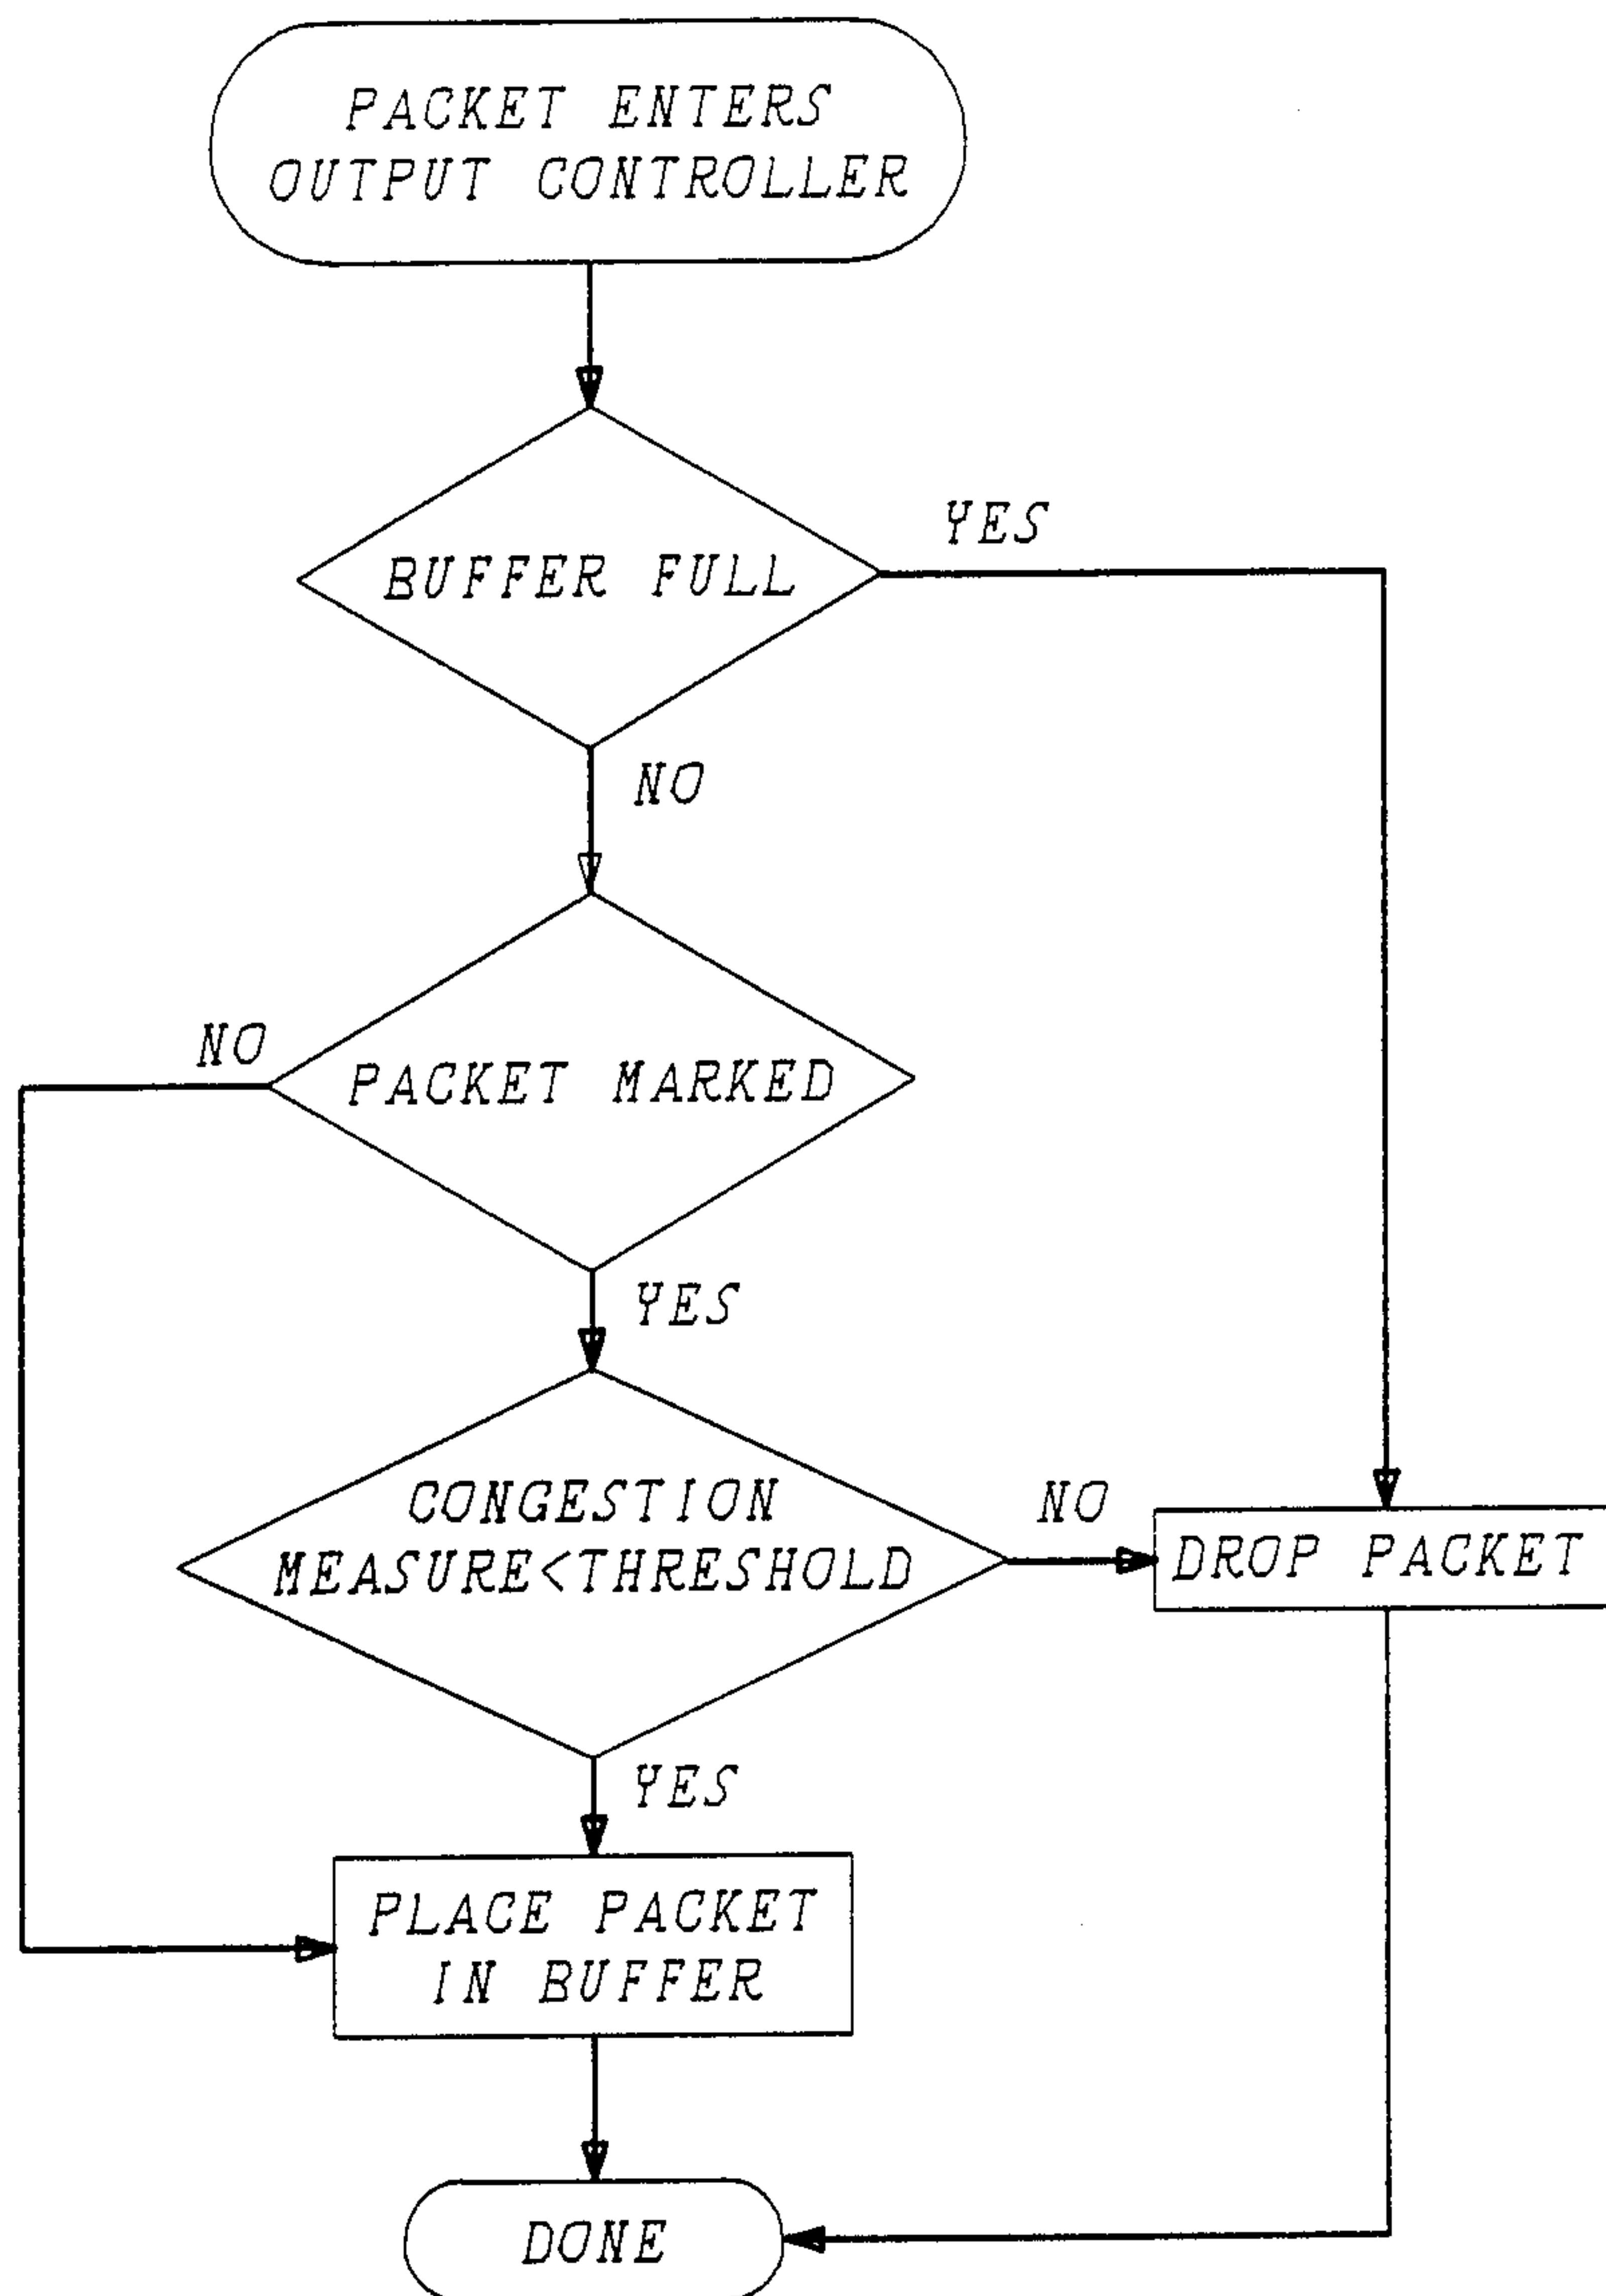 PACKET ENTERS
OUTPUT CONTROLLER
BUFFER FULL
YES
NO
PACKET MARKED
NO
YES
CONGESTION
MEASURE<THRESHOLD
NO
DROP PACKET
YES
PLACE PACKET
IN BUFFER
DONE